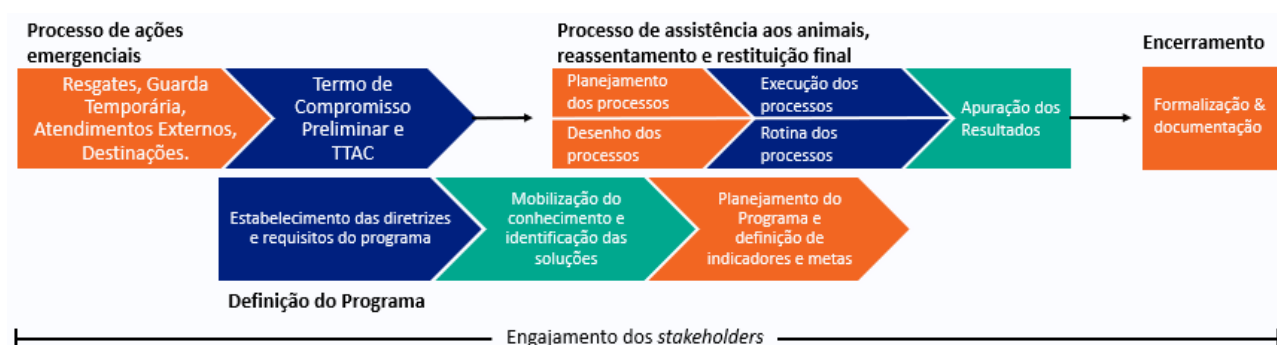 Processo de ações
emergenciais
Resgates, Guarda
Temporária,
Atendimentos Externos,
Destinações.
Termo de
Compromisso
Preliminar e
TTAC
Processo de assistência aos animais,
reassentamento e restituição final
Planejamento
dos processos
Desenho dos
processos
Execução dos
processos
Rotina dos
processos
Apuração dos
Resultados
Encerramento
Formalização &
documentação
Estabelecimento das diretrizes
e requisitos do programa
Mobilização do
conhecimento e
identificação das
soluções
Planejamento do
Programa e
definição de
indicadores e metas
Definição do Programa
Engajamento dos stakeholders